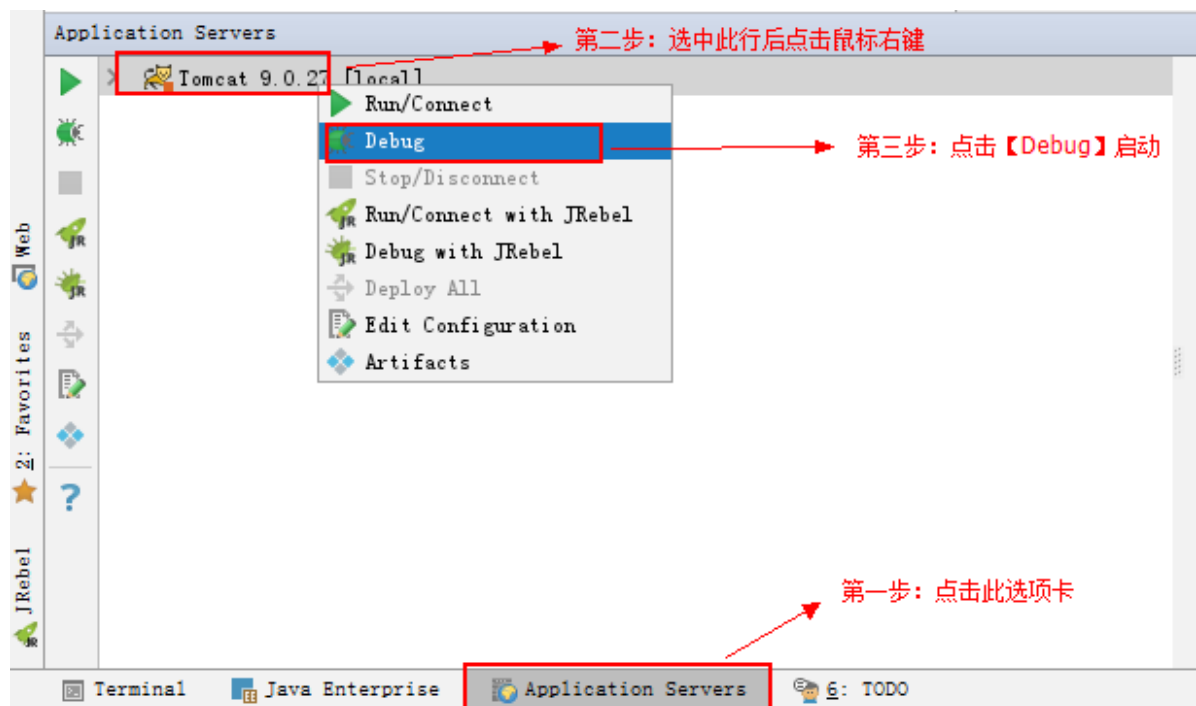 Application Servers
第二步：选中此行后点击鼠标右键
Tomcat 9.0.27 [local]
Run/Connect
Debug
第三步：点击【Debug】启动
Stop/Disconnect
Run/Connect with JRebel
Debug with JRebel
Deploy All
Edit Configuration
Artifacts
Web
2: Favorites
JRebel
第一步：点击此选项卡
Terminal
Java Enterprise
Application Servers
6: TODO